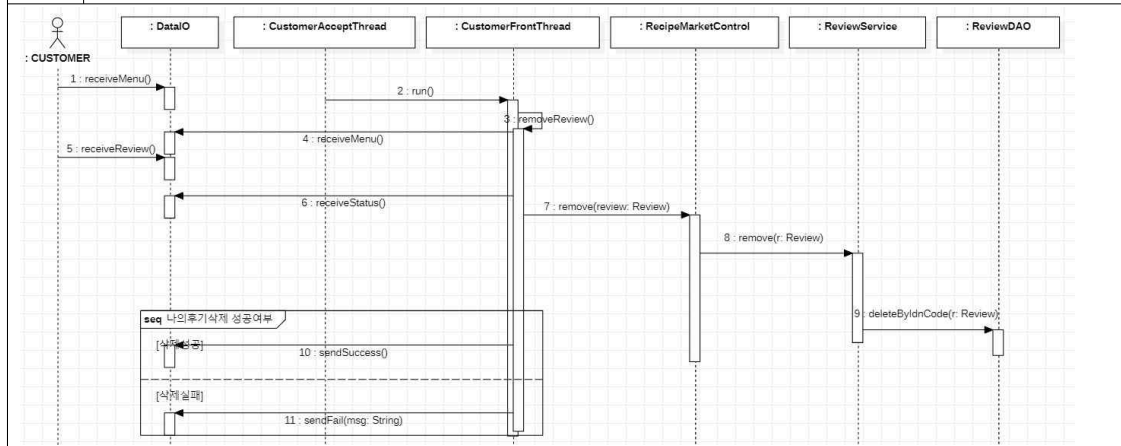 : DataIO
: CustomerAcceptThread
: CustomerFrontThread
: RecipeMarketControl
: ReviewService
: ReviewDAO
: CUSTOMER
1 : receiveMenu()
2 : run()
3 : removeReview()
4 : receiveMenu()
5 : receiveReview()
6 : receiveStatus()
7 : remove(review: Review)
8 : remove(r: Review)
9 : deleteByIdnCode(r: Review)
seq 나의후기삭제 성공여부
[삭제성공]
10 : sendSuccess()
[삭제실패]
11 : sendFail(msg: String)